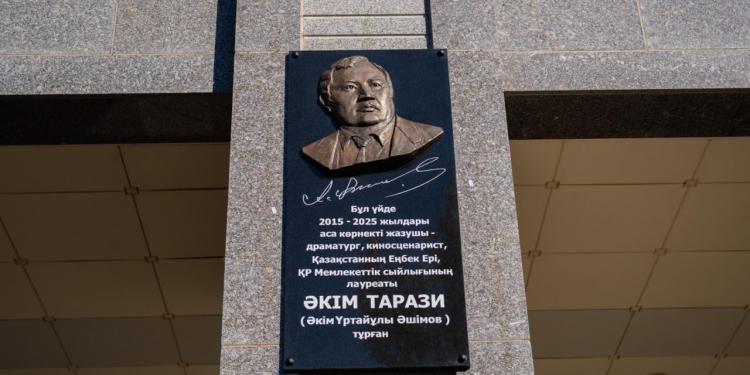 Бұл үйде
2015 - 2025 жылдары
аса көрнекті жазушы -
драматург, киносценарист,
Қазақстанның Еңбек Ері,
ҚР Мемлекеттік сыйлығының
лауреаты
ӘКІМ ТАРАЗИ
( Әкім Үртайұлы Әшімов )
тұрған